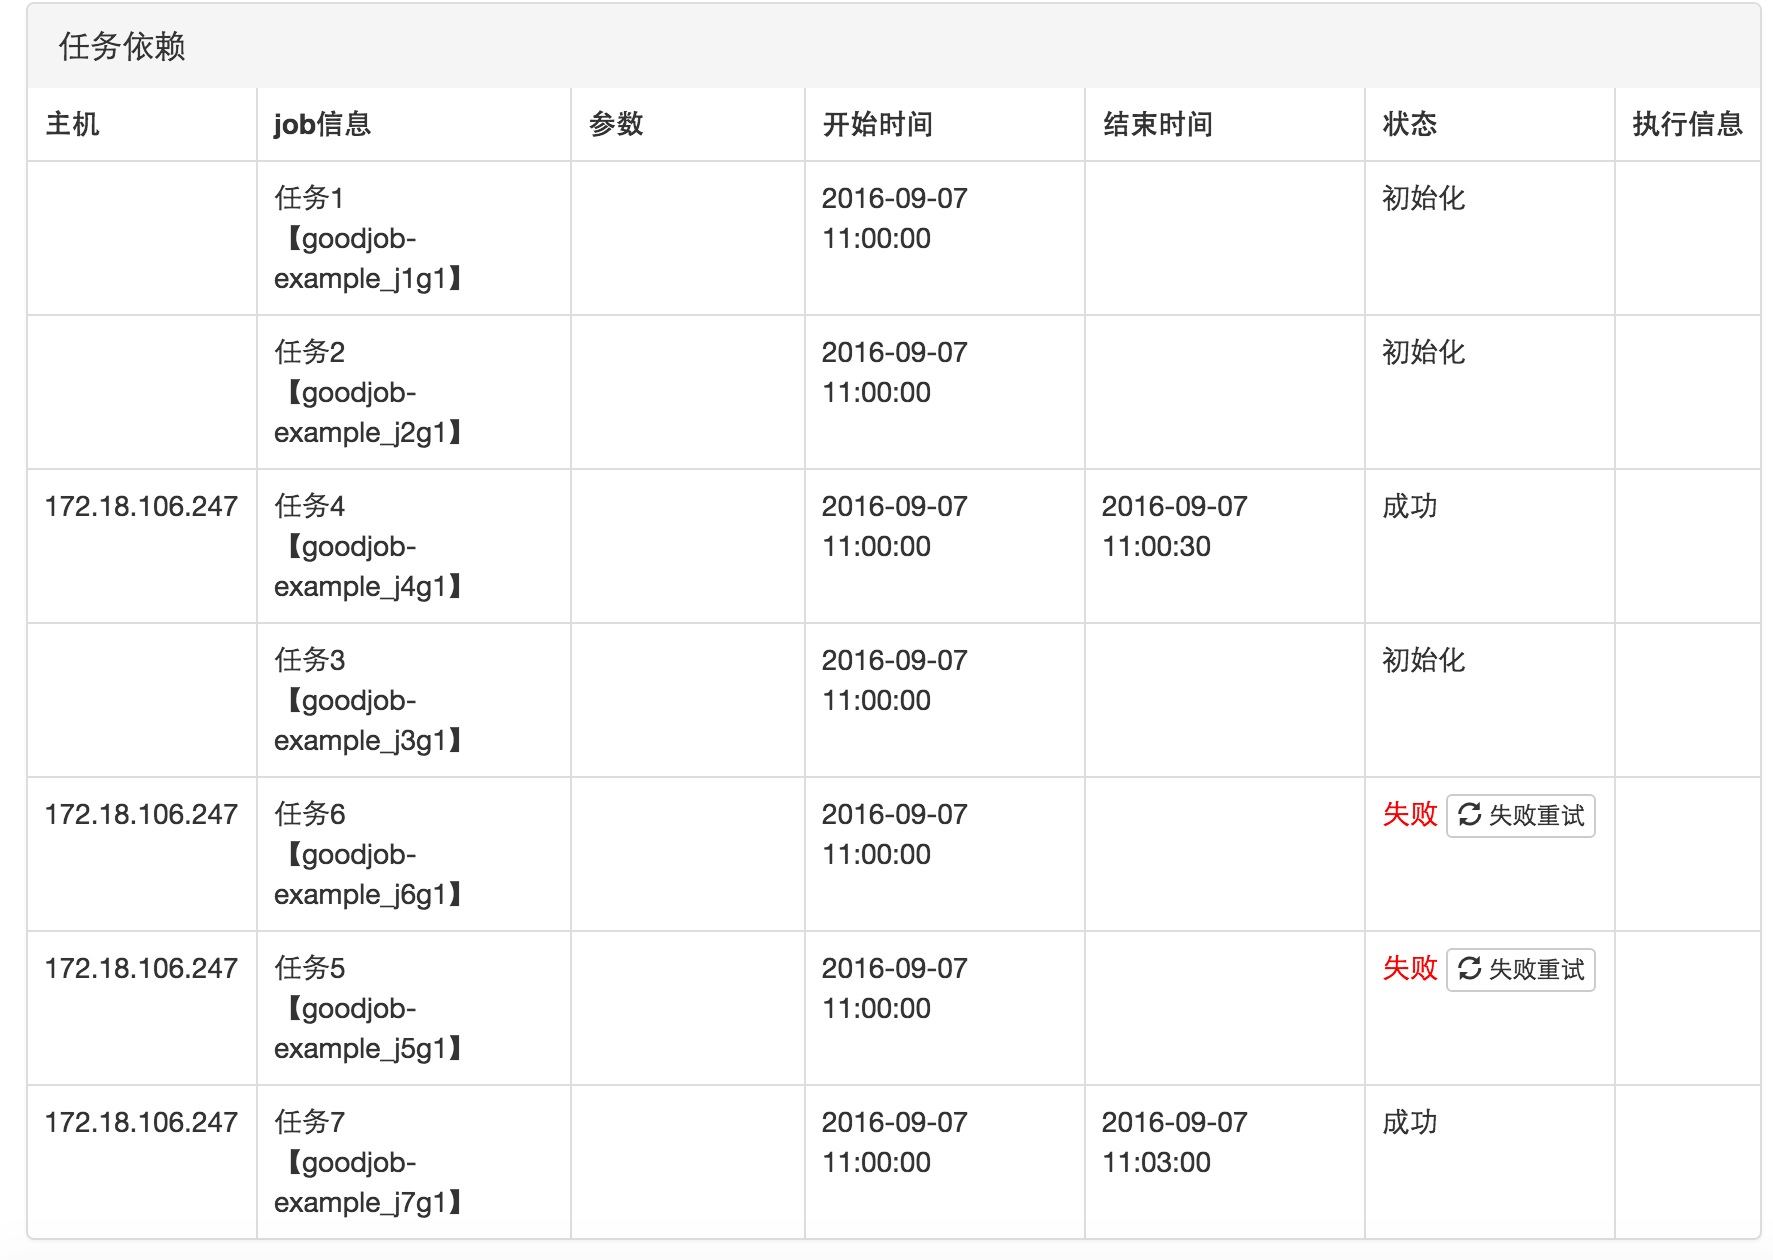 任务依赖
主机 job信息 参数 开始时间 结束时间 状态 执行信息
任务1 2016-09-07 初始化
【goodjob- 11:00:00
example_j1g1】
任务2 2016-09-07 初始化
【goodjob- 11:00:00
example_j2g1】
172.18.106.247 任务4 2016-09-07 2016-09-07 成功
【goodjob- 11:00:00 11:00:30
example_j4g1】
任务3 2016-09-07 初始化
【goodjob- 11:00:00
example_j3g1】
172.18.106.247 任务6 2016-09-07 失败 失败重试
【goodjob- 11:00:00
example_j6g1】
172.18.106.247 任务5 2016-09-07 失败 失败重试
【goodjob- 11:00:00
example_j5g1】
172.18.106.247 任务7 2016-09-07 2016-09-07 成功
【goodjob- 11:00:00 11:03:00
example_j7g1】